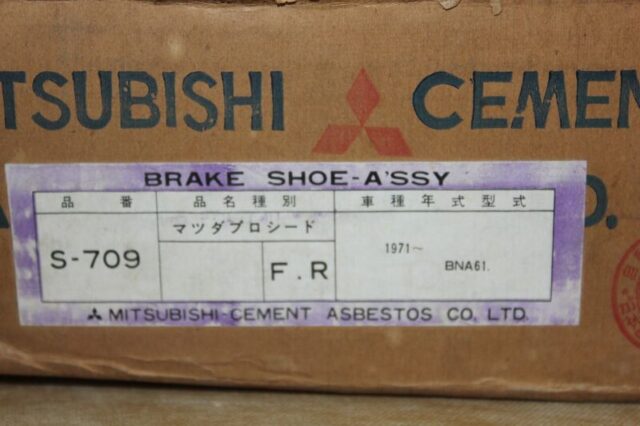 TSUBISHI CEMEN
BRAKE SHOE-A'SSY
品番 品名種別 車種年式型式
S-709 マツダプロシード 1971～
F.R BNA61.
MITSUBISHI-CEMENT ASBESTOS CO. LTD.
D.